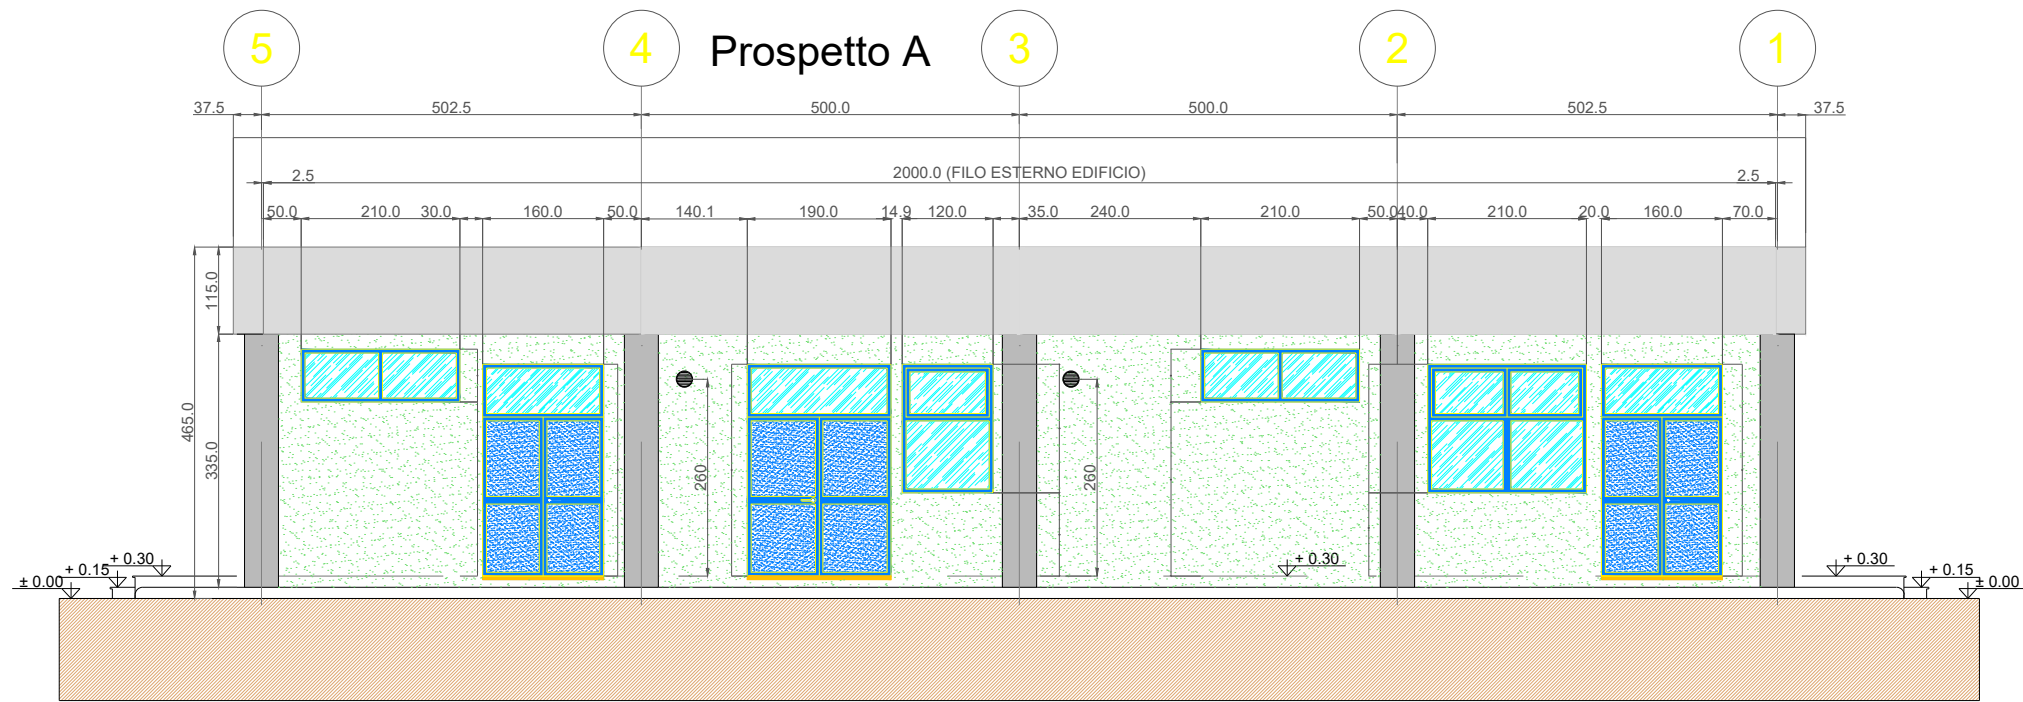 5 4 Prospetto A 3 2 1
37.5 502.5 500.0 500.0 502.5 37.5
2.5 2000.0 (FILO ESTERNO EDIFICIO) 2.5
50.0 210.0 30.0 160.0 50.0 140.1 190.0 14.9 120.0 35.0 240.0 210.0 50.0 40.0 210.0 20.0 160.0 70.0
115.0
465.0
335.0
260
260
± 0.00 + 0.15 + 0.30 + 0.30 + 0.30 + 0.15 ± 0.00